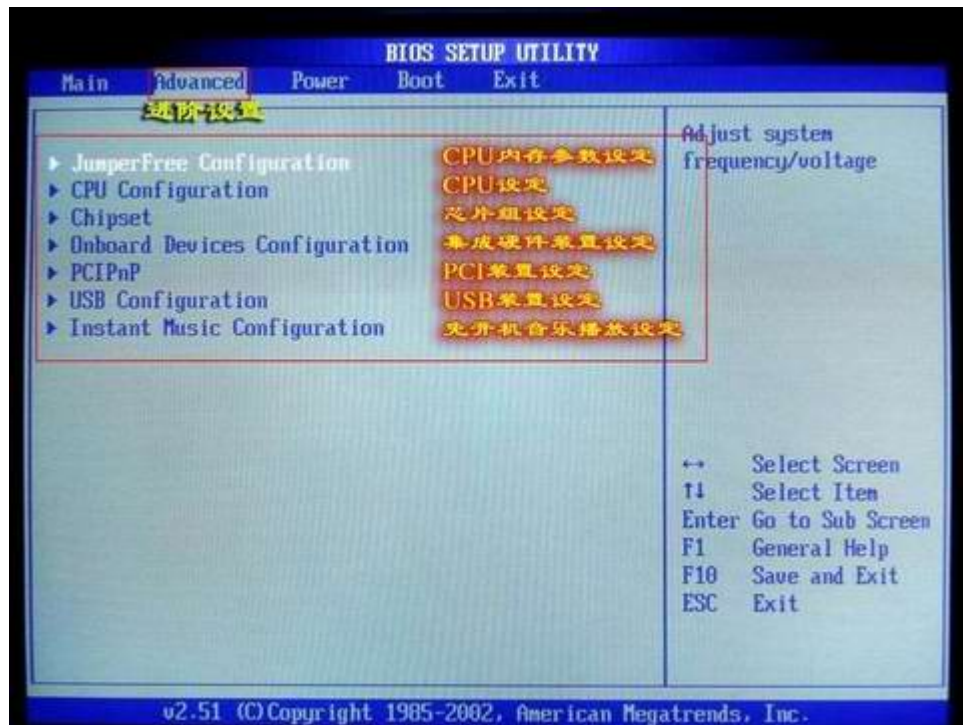 BIOS SETUP UTILITY
Main Advanced Power Boot Exit
进阶设置
JumperFree Configuration CPU内存参数设定
CPU Configuration CPU设定
Chipset 芯片组设定
Onboard Devices Configuration 集成硬件装置设定
PCIPnP PCI装置设定
USB Configuration USB装置设定
Instant Music Configuration 免开机音乐播放设定
Adjust system
frequency/voltage
↔ Select Screen
↑↓ Select Item
Enter Go to Sub Screen
F1 General Help
F10 Save and Exit
ESC Exit
v2.51 (C)Copyright 1985-2002, American Megatrends, Inc.